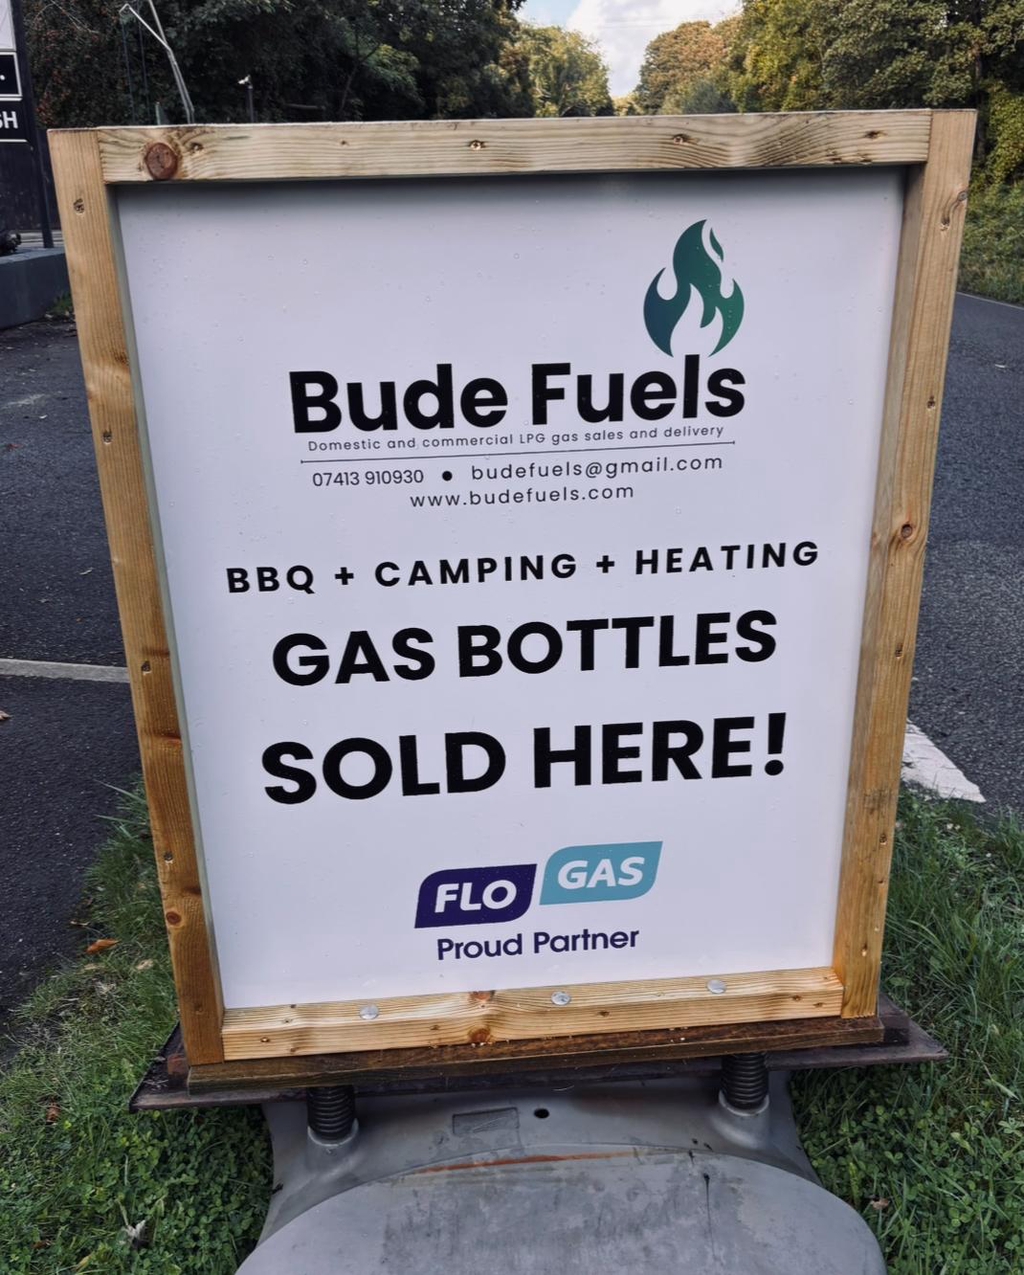 SH
Bude Fuels
Domestic and commercial LPG gas sales and delivery
07413 910930 • budefuels@gmail.com
www.budefuels.com
BBQ + CAMPING + HEATING
GAS BOTTLES
SOLD HERE!
FLO GAS
Proud Partner